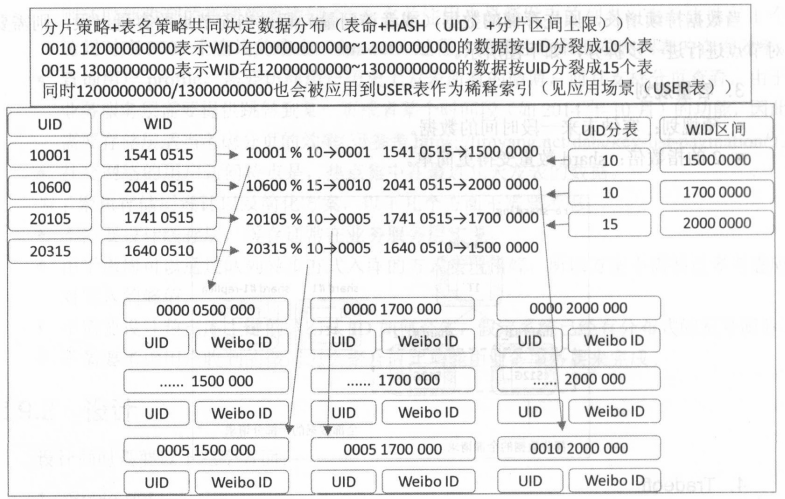 分片策略+表名策略共同决定数据分布（表命+HASH（UID）+分片区间上限）
0010 12000000000表示WID在00000000000~12000000000的数据按UID分裂成10个表
0015 13000000000表示WID在12000000000~13000000000的数据按UID分裂成15个表
同时12000000000/13000000000也会被应用到USER表作为稀释索引（见应用场景（USER表））
UID WID
UID分表 WID区间
10001 1541 0515
0001 % 10→0001 1541 0515→1500 0000
10 1500 0000
10600 2041 0515
10600 % 15→0010 2041 0515→2000 0000
10 1700 0000
20105 1741 0515
20105 % 10→0005 1741 0515→1700 0000
15 2000 0000
20315 1640 0510
20315 % 10→0005 1640 0510→1500 0000
0000 0500 000 0000 1700 000 0000 2000 000
UID Weibo ID UID Weibo ID UID Weibo ID
…… 1500 000 …… 1700 000 …… 2000 000
UID Weibo ID UID Weibo ID UID Weibo ID
0005 1500 000 0005 1700 000 0010 2000 000
UID Weibo ID UID Weibo ID UID Weibo ID